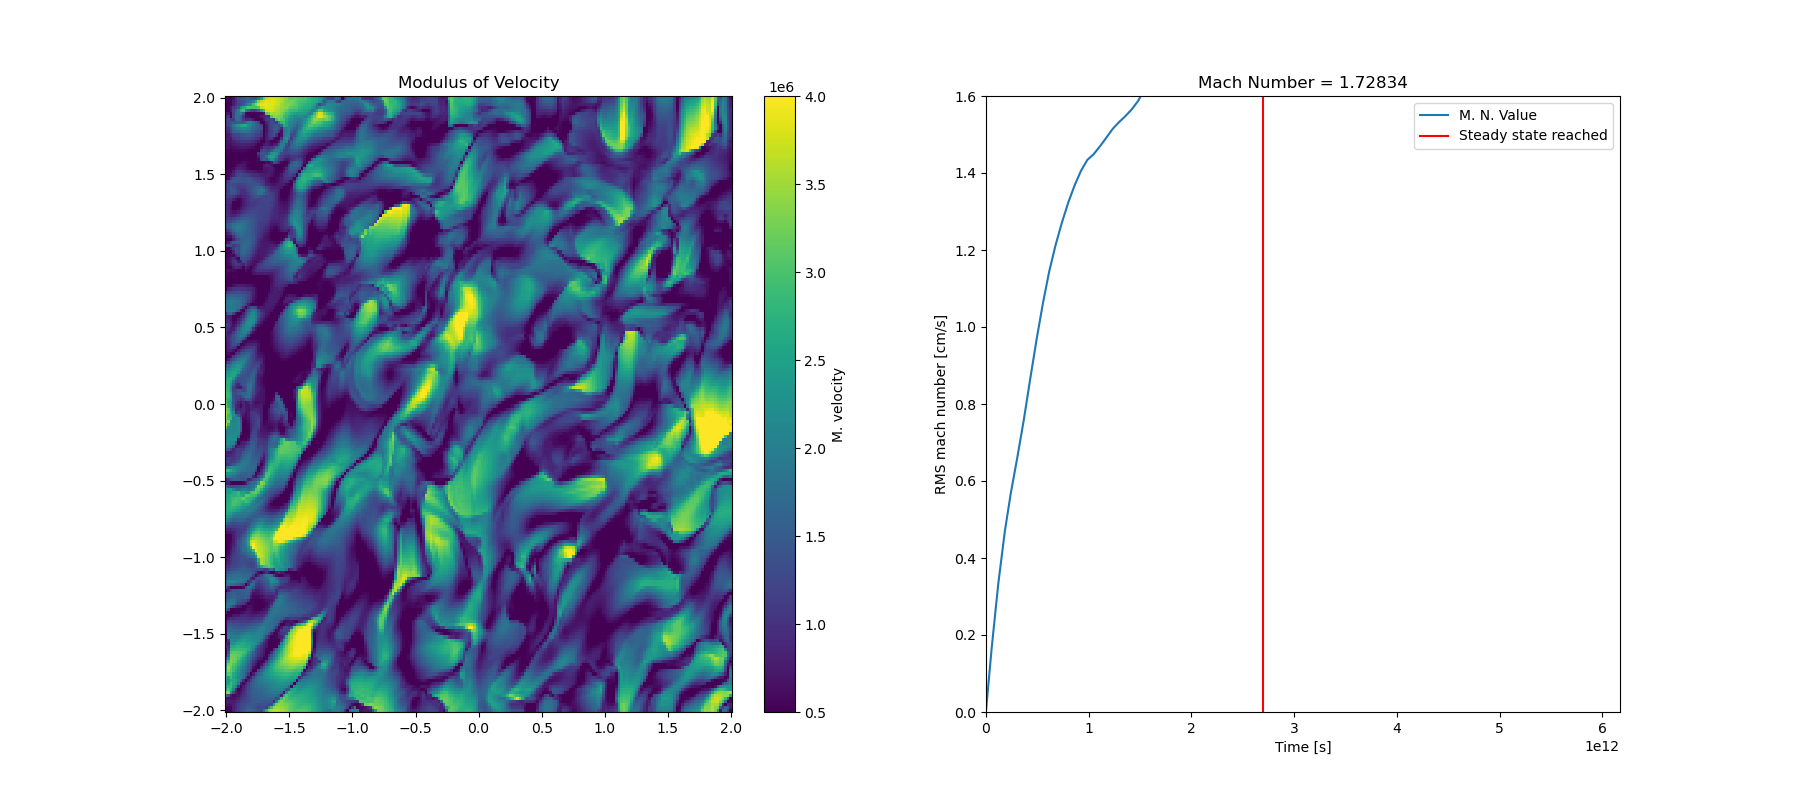 Modulus of Velocity
2.0
1.5
1.0
0.5
0.0
−0.5
−1.0
−1.5
−2.0
−2.0 −1.5 −1.0 −0.5 0.0 0.5 1.0 1.5 2.0
1e6
4.0
3.5
3.0
2.5
2.0
1.5
1.0
0.5
M. velocity
Mach Number = 1.72834
M. N. Value
Steady state reached
RMS mach number [cm/s]
1.6
1.4
1.2
1.0
0.8
0.6
0.4
0.2
0.0
0 1 2 3 4 5 6
Time [s]
1e12